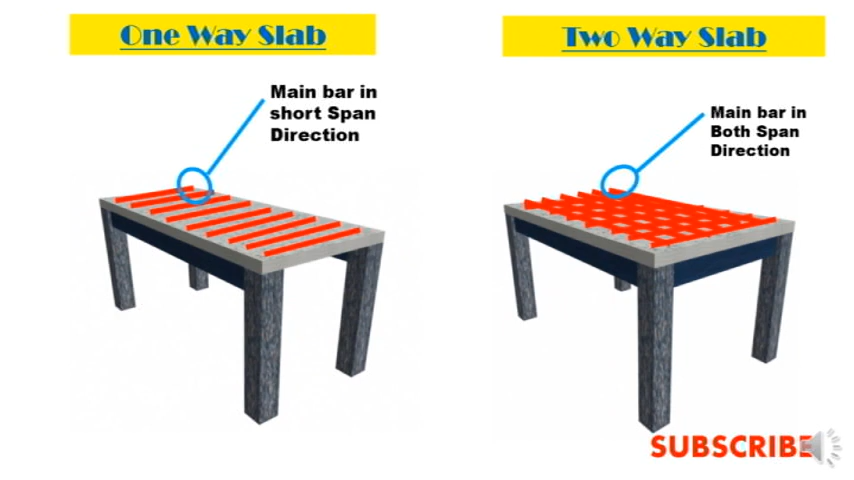 One Way Slab
Two Way Slab
Main bar in
short Span
Direction
Main bar in
Both Span
Direction
SUBSCRIBE